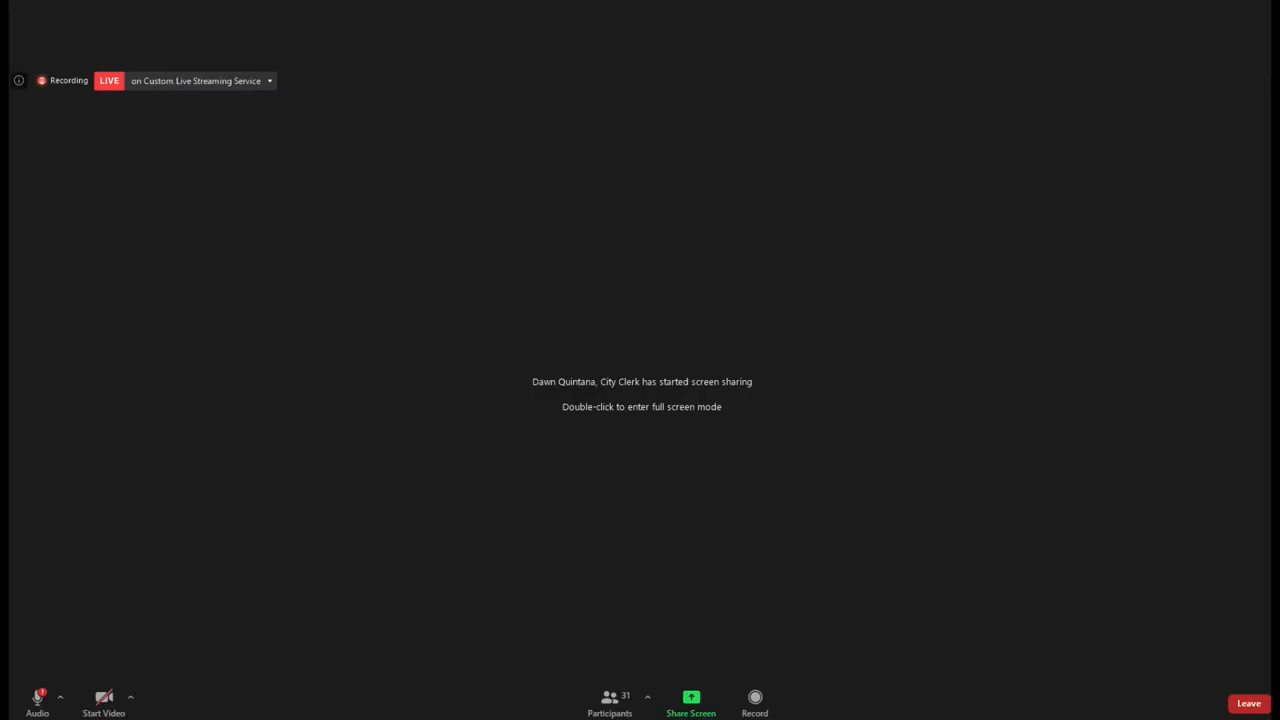 Recording LIVE on Custom Live Streaming Service
Dawn Quintana, City Clerk has started screen sharing
Double-click to enter full screen mode
Audio Start Video 31 Participants Share Screen Record Leave